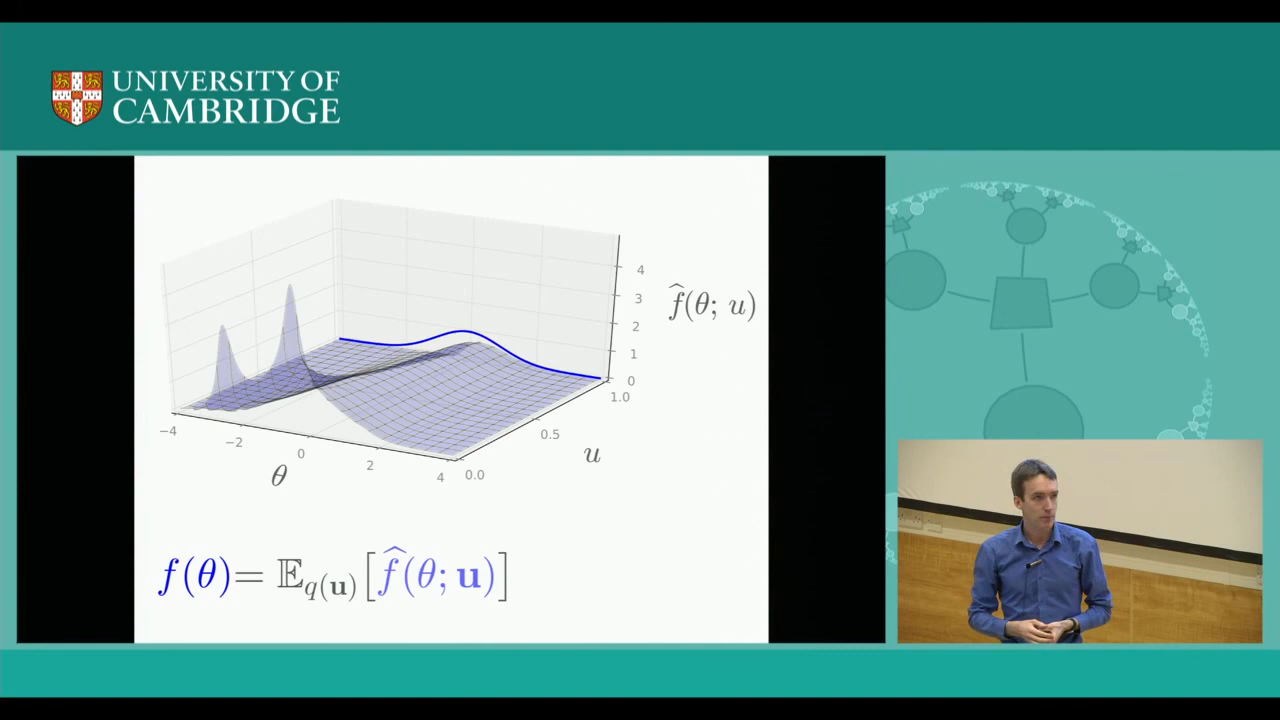 UNIVERSITY OF
CAMBRIDGE
4
3
2
1
0
f̂(θ; u)
1.0
0.5
0.0
u
−4
−2
0
2
4
θ
f(θ)= 𝔼q(u)[f̂(θ; u)]